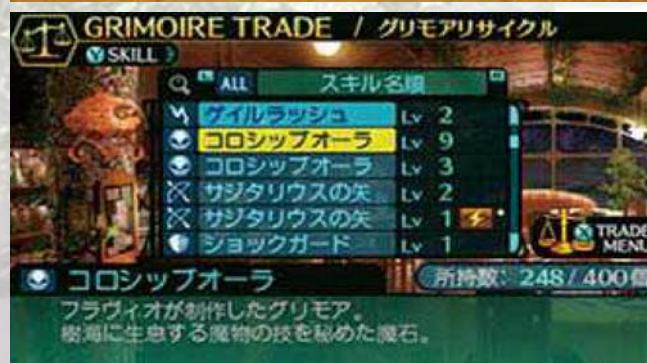 GRIMOIRE TRADE / グリモアリサイクル
Y SKILL
ALL スキル名順
ゲイルラッシュ Lv 2
コロシップオーラ Lv 9
コロシップオーラ Lv 3
サジタリウスの矢 Lv 2
サジタリウスの矢 Lv 1
ショックガード Lv 1
X TRADE
MENU
コロシップオーラ 所持数: 248/400個
フラヴィオが制作したグリモア。
樹海に生息する魔物の技を秘めた魔石。